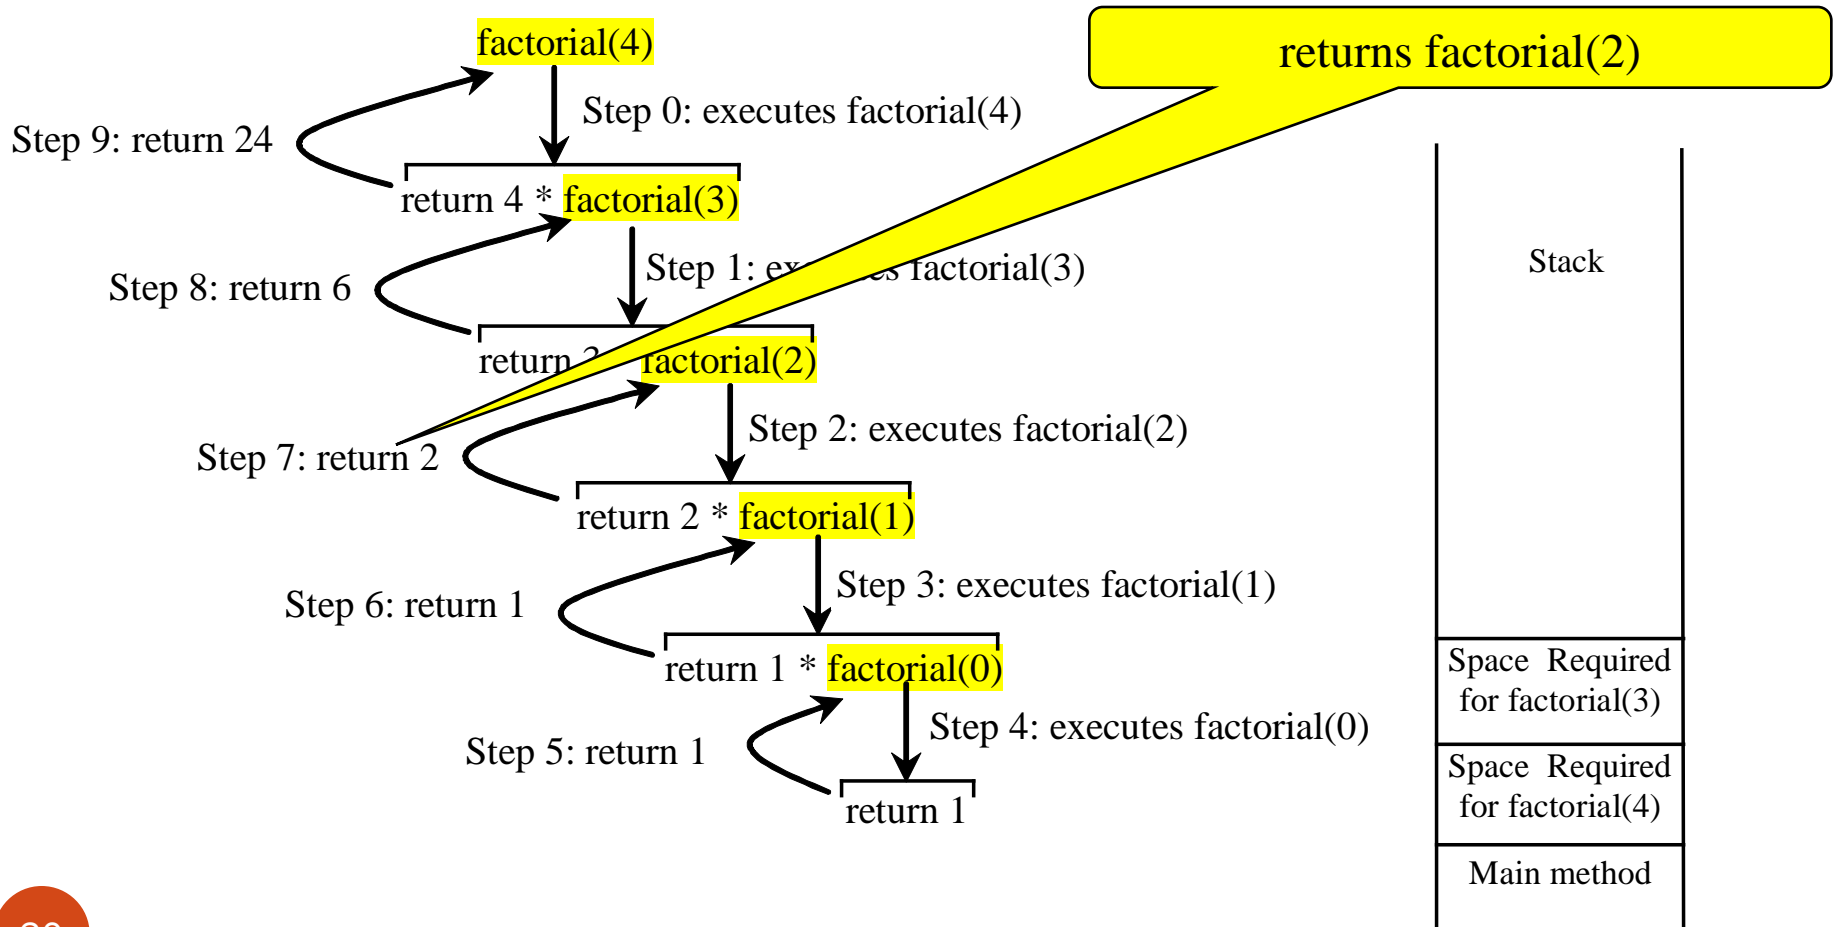 factorial(4)
returns factorial(2)
Step 0: executes factorial(4)
Step 9: return 24
return 4 * factorial(3)
Step 1: executes factorial(3)
Step 8: return 6
return 3 factorial(2)
Step 2: executes factorial(2)
Step 7: return 2
return 2 * factorial(1)
Step 3: executes factorial(1)
Step 6: return 1
return 1 * factorial(0)
Step 4: executes factorial(0)
Step 5: return 1
return 1
Stack
Space Required
for factorial(3)
Space Required
for factorial(4)
Main method